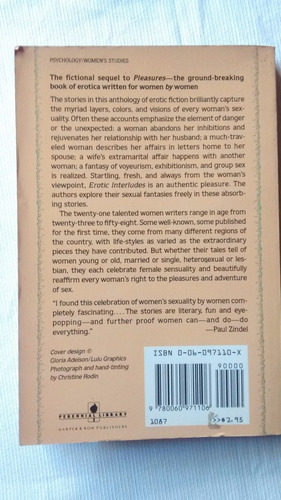 PSYCHOLOGY/WOMEN'S STUDIES
The fictional sequel to Pleasures—the ground-breaking
book of erotica written for women by women
The stories in this anthology of erotic fiction brilliantly capture
the myriad layers, colors, and visions of every woman's sex-
uality. Often these accounts emphasize the element of danger
or the unexpected: a woman abandons her inhibitions and
rejuvenates her relationship with her husband; a much-trav-
eled woman describes her affairs in letters home to her
spouse; a wife's extramarital affair happens with another
woman; a fantasy of voyeurism, exhibitionism, and group sex
is realized. Startling, fresh, and always from the woman's
viewpoint, Erotic Interludes is an authentic pleasure. The
authors explore their sexual fantasies freely in these absorb-
ing stories.
The twenty-one talented women writers range in age from
twenty-three to fifty-eight. Some well-known, some published
for the first time, they come from many different regions of
the country, with life-styles as varied as the extraordinary
pieces they have contributed. But whether their tales tell of
women young or old, married or single, heterosexual or les-
bian, they each celebrate female sensuality and beautifully
reaffirm every woman's right to the pleasures and adventure
of sex.
"I found this celebration of women's sexuality by women com-
pletely fascinating.... The stories are literary, fun and eye-
popping—and further proof women can—and do—do
everything."
—Paul Zindel
Cover design ©
Gloria Adelson/Lulu Graphics
Photograph and hand-tinting
by Christine Rodin
PERENNIAL LIBRARY
HARPER & ROW PUBLISHERS
1087
ISBN 0-06-097110-X
90000
9 780060 971106
>>$2.95